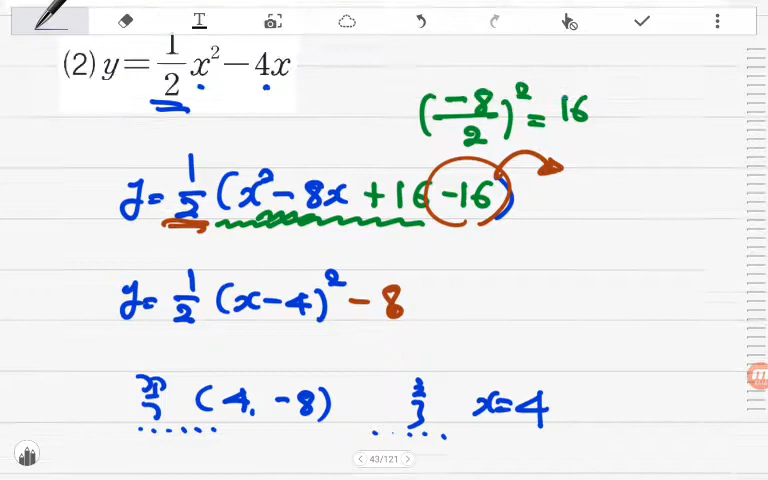 (2) y = 1/2 x² − 4x
(−8/2)² = 16
y = 1/2 (x² − 8x + 16 − 16)
y = 1/2 (x − 4)² − 8
(4, −8) x = 4
43/121